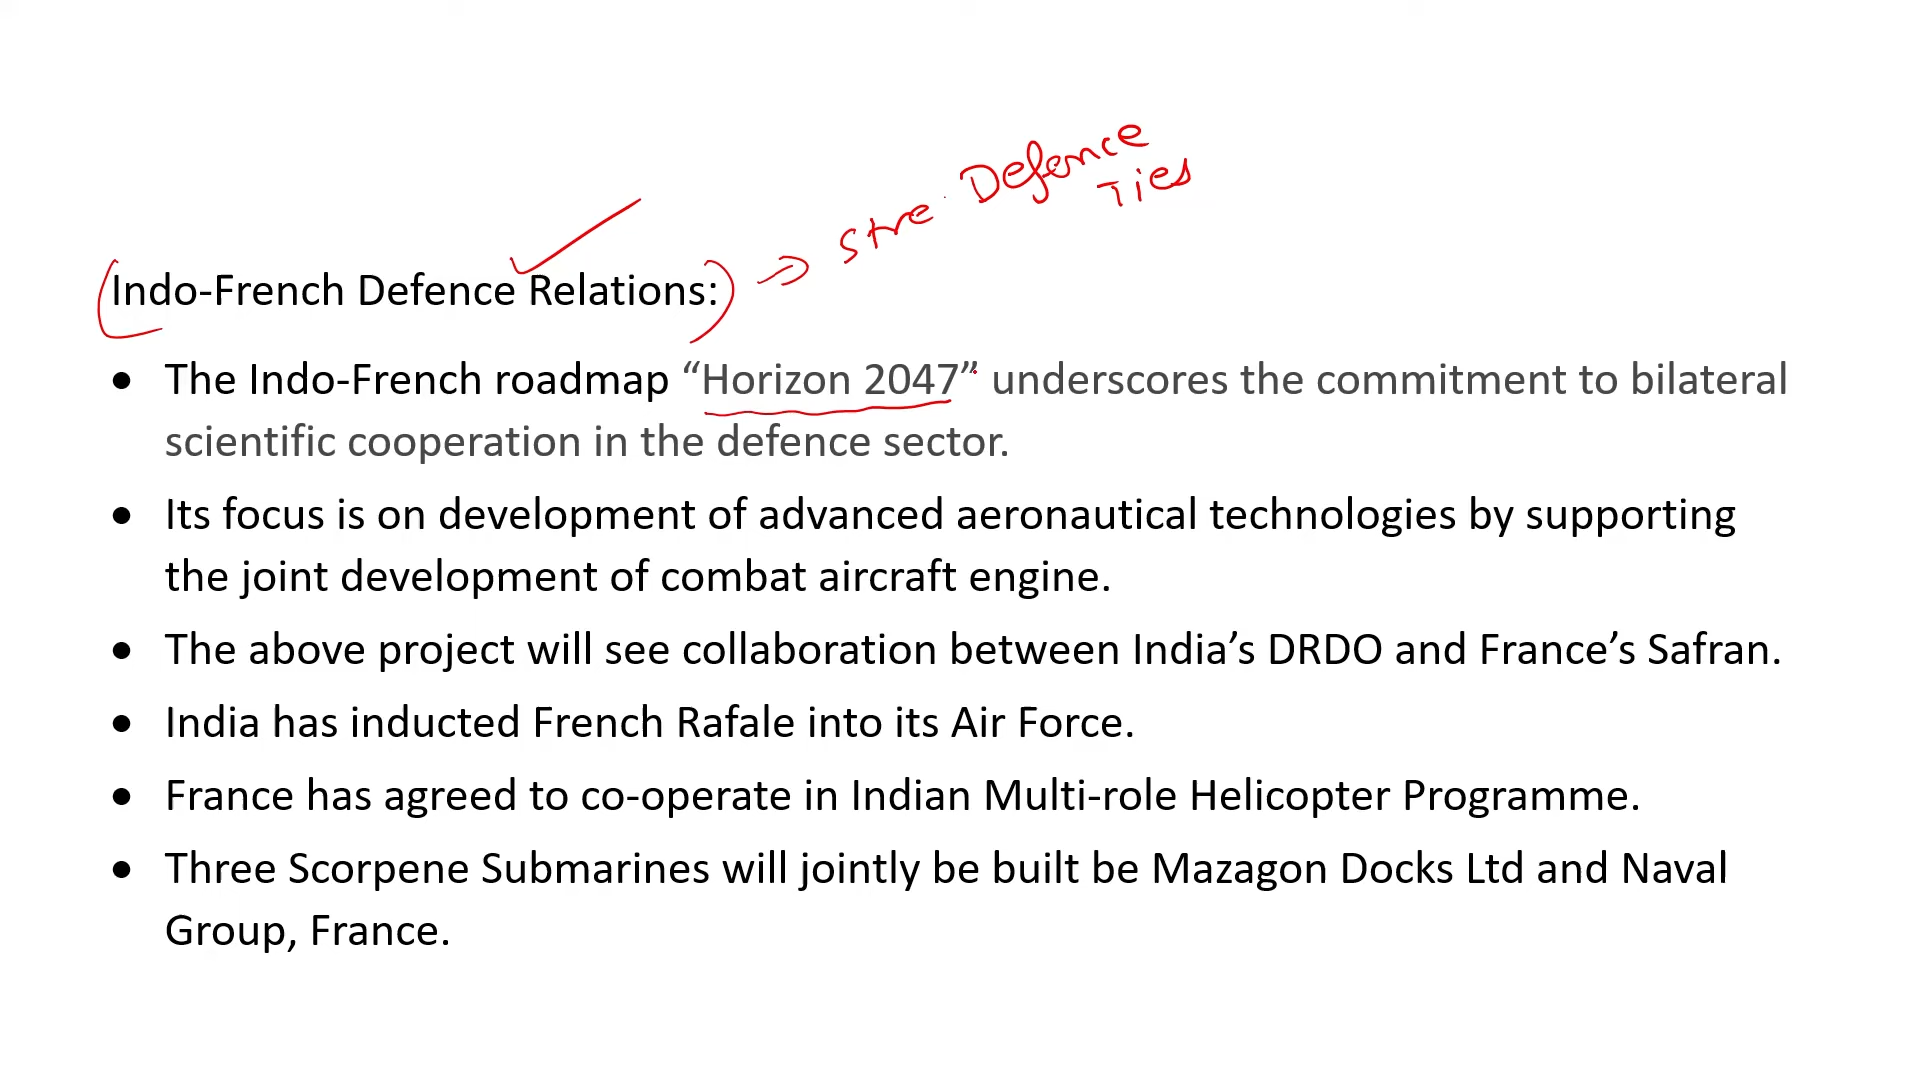 Stre. Defence
Ties
Indo-French Defence Relations:
• The Indo-French roadmap “Horizon 2047” underscores the commitment to bilateral
scientific cooperation in the defence sector.
• Its focus is on development of advanced aeronautical technologies by supporting
the joint development of combat aircraft engine.
• The above project will see collaboration between India’s DRDO and France’s Safran.
• India has inducted French Rafale into its Air Force.
• France has agreed to co-operate in Indian Multi-role Helicopter Programme.
• Three Scorpene Submarines will jointly be built be Mazagon Docks Ltd and Naval
Group, France.